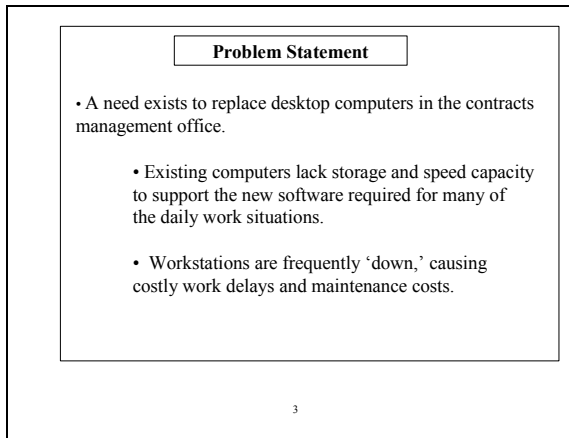 Problem Statement
• A need exists to replace desktop computers in the contracts
management office.
• Existing computers lack storage and speed capacity
to support the new software required for many of
the daily work situations.
• Workstations are frequently ‘down,’ causing
costly work delays and maintenance costs.
3